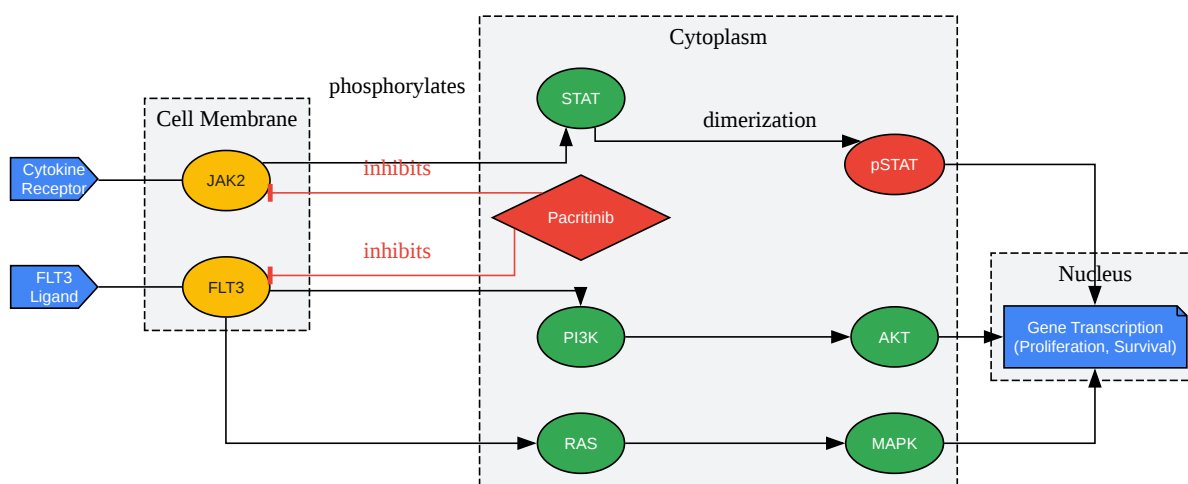 Cytoplasm
phosphorylates
STAT
Cell Membrane
dimerization
Cytokine
Receptor
JAK2
inhibits
pSTAT
Pacritinib
inhibits
FLT3
Ligand
FLT3
Nucleus
PI3K
AKT
Gene Transcription
(Proliferation, Survival)
RAS
MAPK